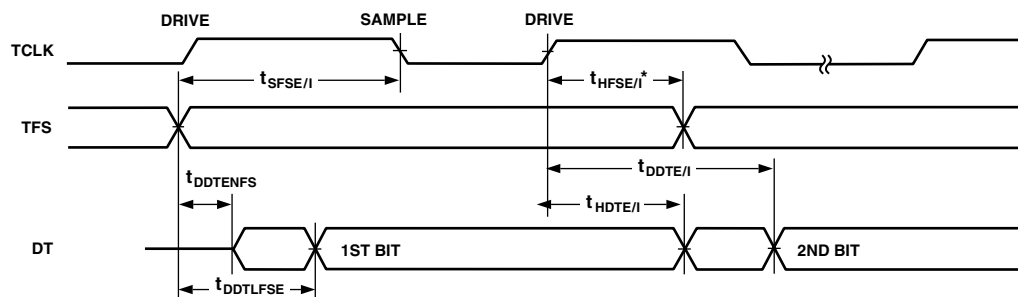 DRIVE SAMPLE DRIVE
TCLK
tSFSE/I tHFSE/I*
TFS
tDDTE/I
tDDTENFS
tHDTE/I
DT 1ST BIT 2ND BIT
tDDTLFSE